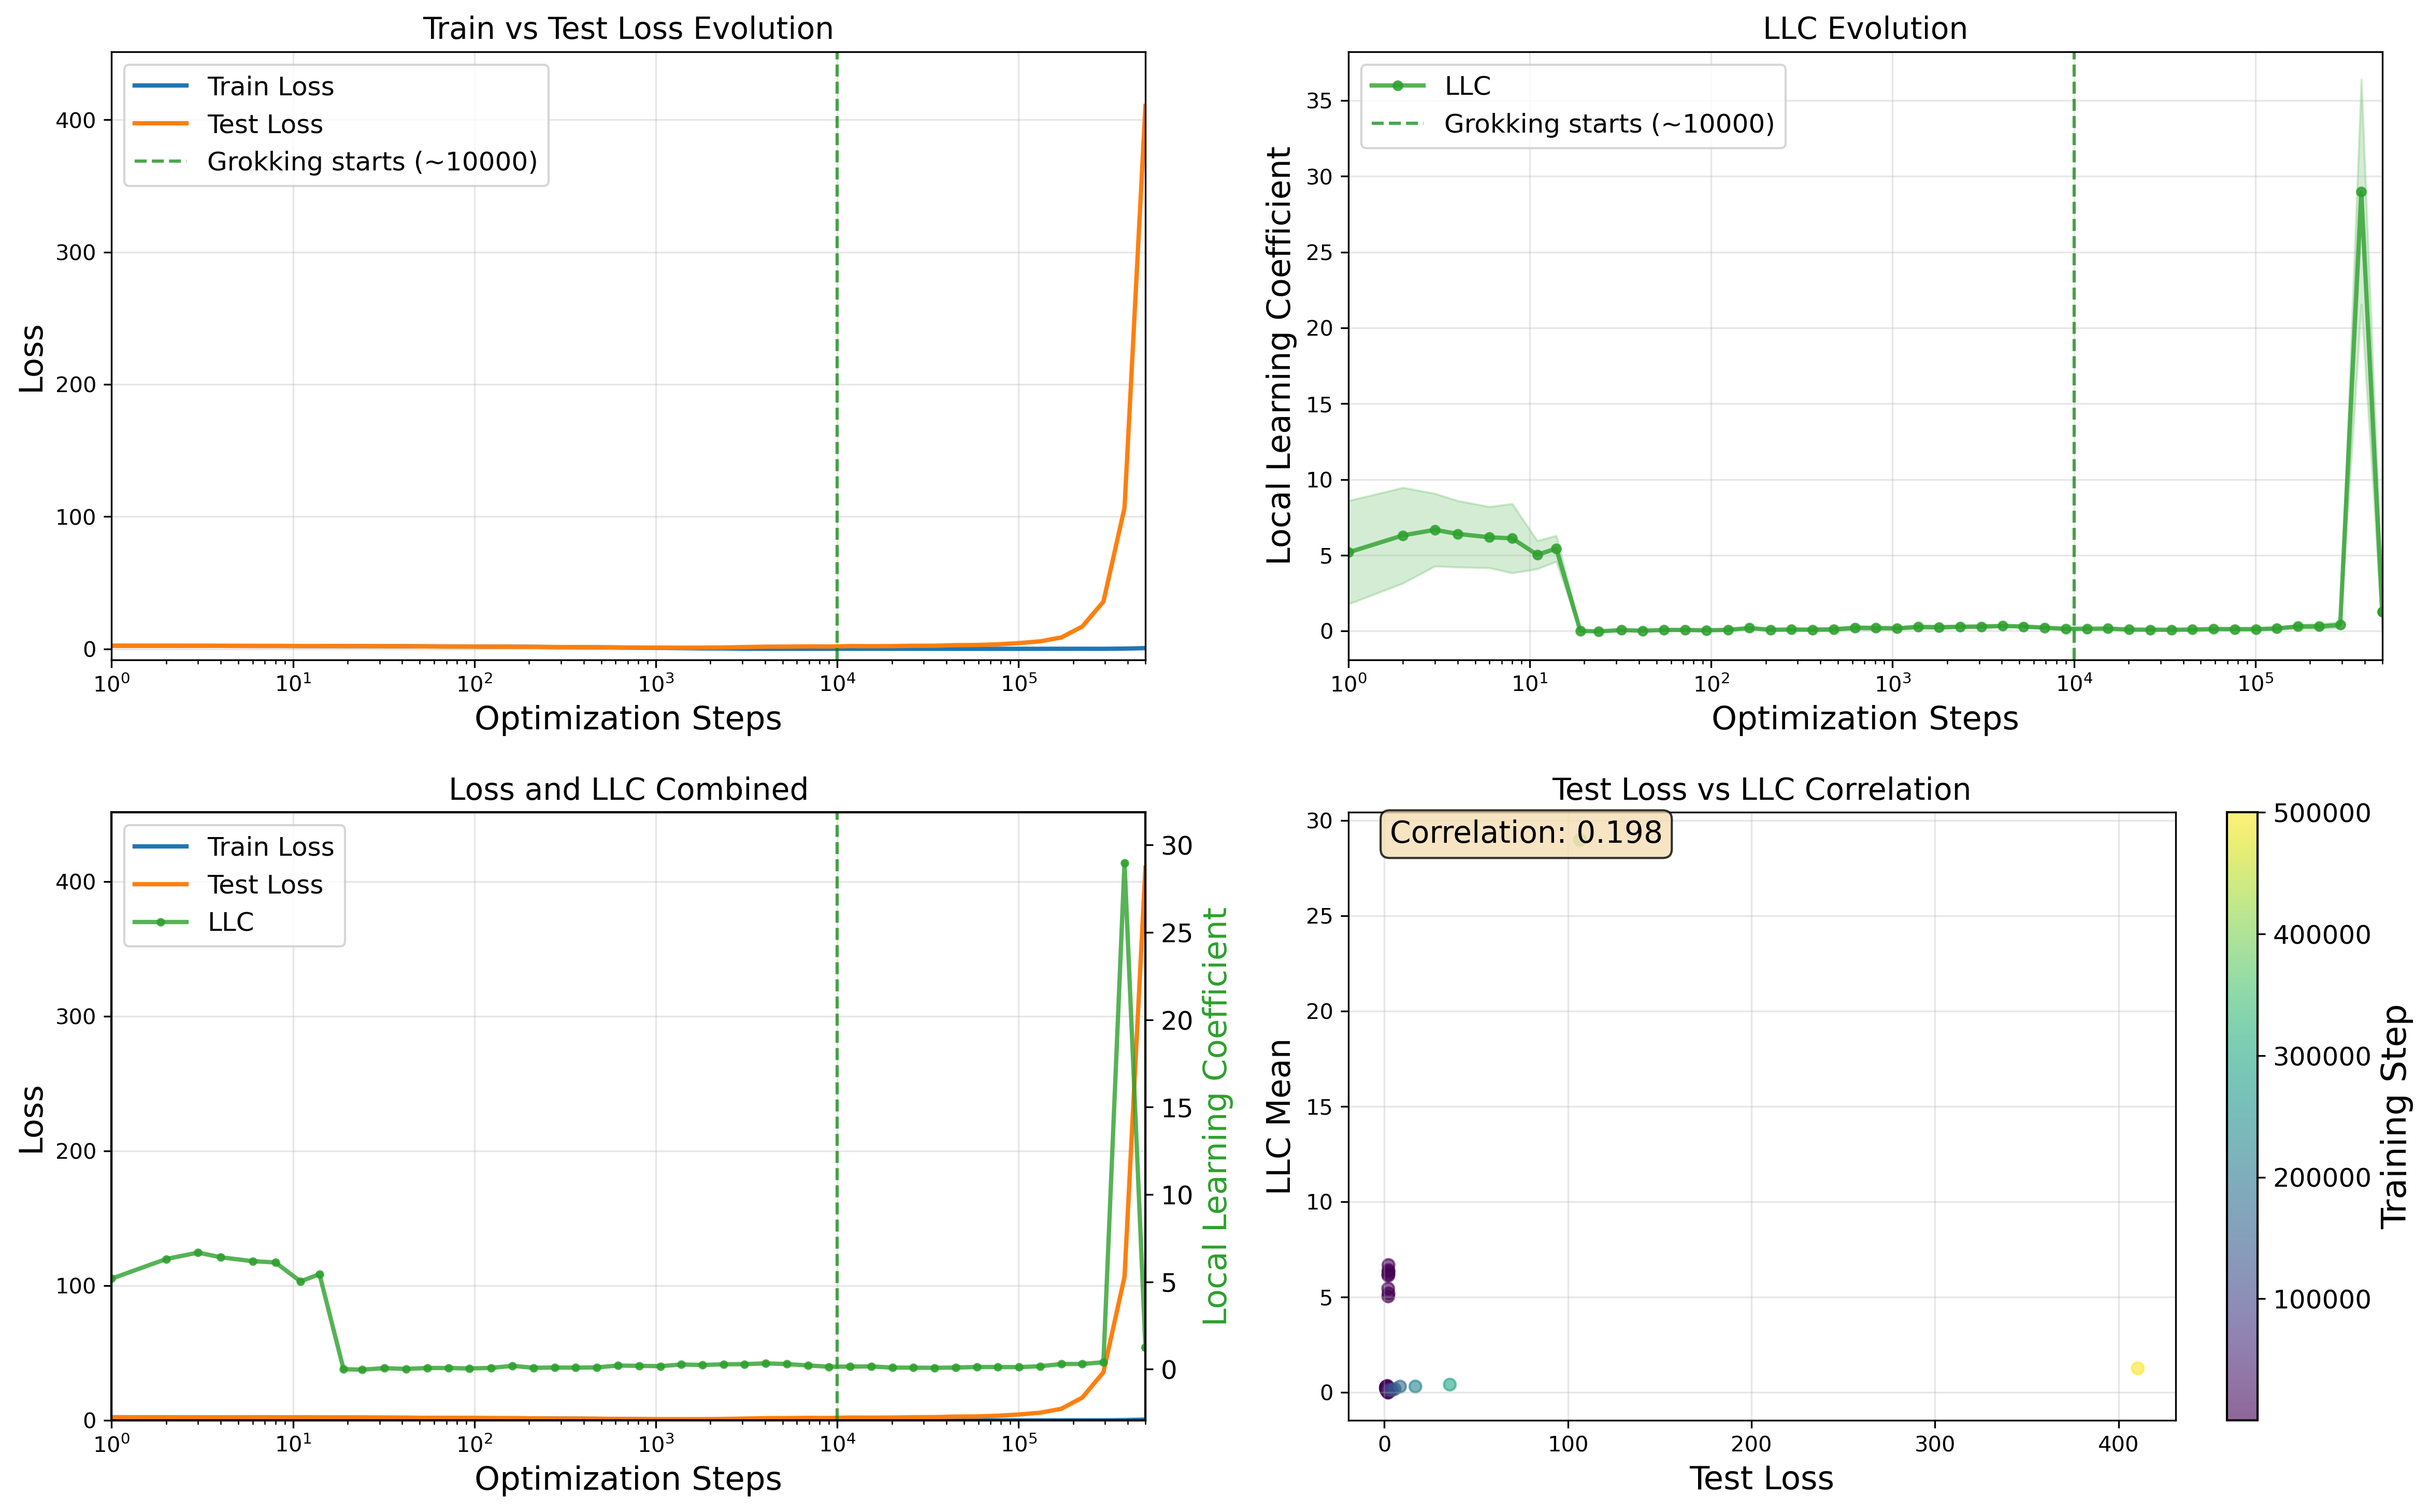 Train vs Test Loss Evolution
Train Loss
Test Loss
Grokking starts (~10000)
Loss
400
300
200
100
0
10⁰
10¹
10²
10³
10⁴
10⁵
Optimization Steps
LLC Evolution
LLC
Grokking starts (~10000)
Local Learning Coefficient
35
30
25
20
15
10
5
0
10⁰
10¹
10²
10³
10⁴
10⁵
Optimization Steps
Loss and LLC Combined
Train Loss
Test Loss
LLC
Loss
400
300
200
100
0
10⁰
10¹
10²
10³
10⁴
10⁵
Optimization Steps
30
25
20
15
10
5
0
Local Learning Coefficient
Test Loss vs LLC Correlation
Correlation: 0.198
LLC Mean
30
25
20
15
10
5
0
0
100
200
300
400
Test Loss
500000
400000
300000
200000
100000
Training Step